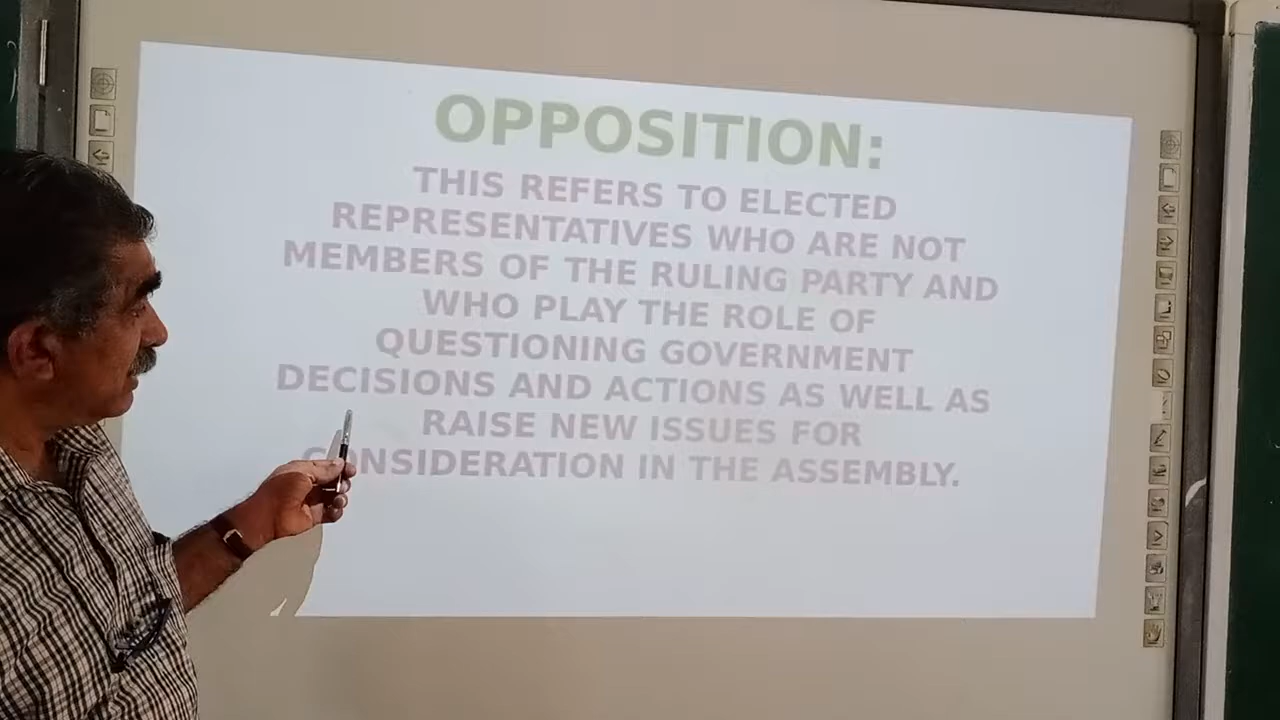 OPPOSITION:
THIS REFERS TO ELECTED
REPRESENTATIVES WHO ARE NOT
MEMBERS OF THE RULING PARTY AND
WHO PLAY THE ROLE OF
QUESTIONING GOVERNMENT
DECISIONS AND ACTIONS AS WELL AS
RAISE NEW ISSUES FOR
CONSIDERATION IN THE ASSEMBLY.